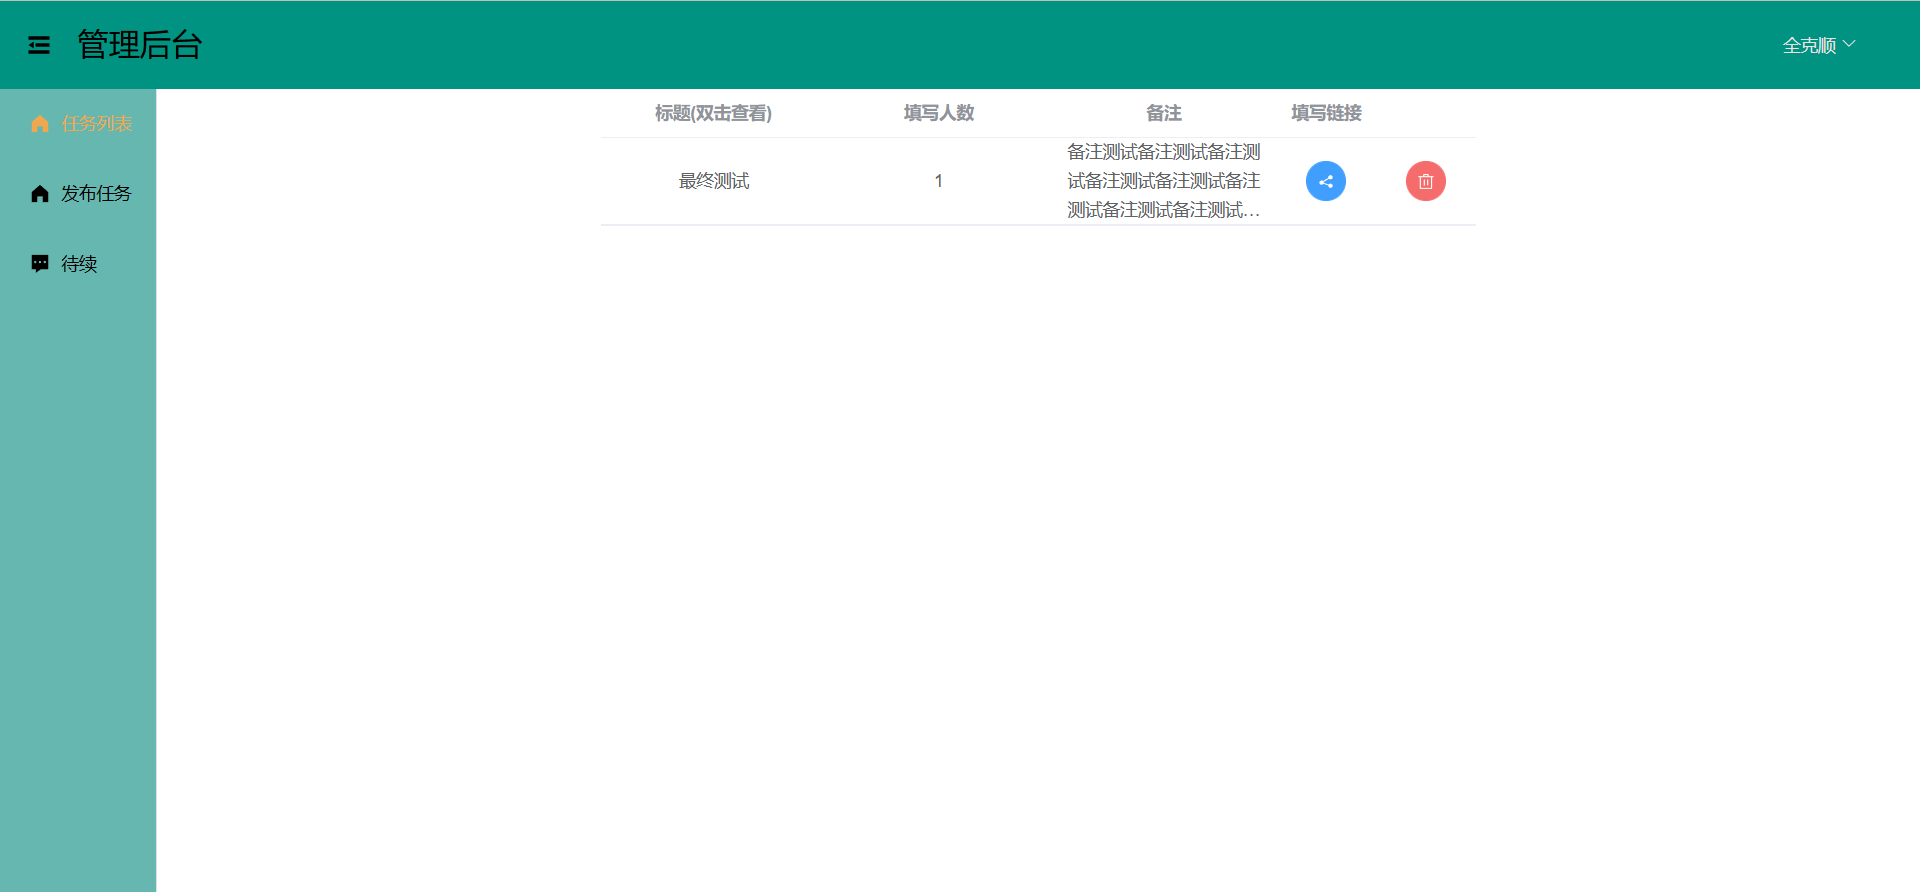 管理后台
全克顺
任务列表
发布任务
待续
标题(双击查看) 填写人数 备注 填写链接
最终测试 1
备注测试备注测试备注测
试备注测试备注测试备注
测试备注测试备注测试...